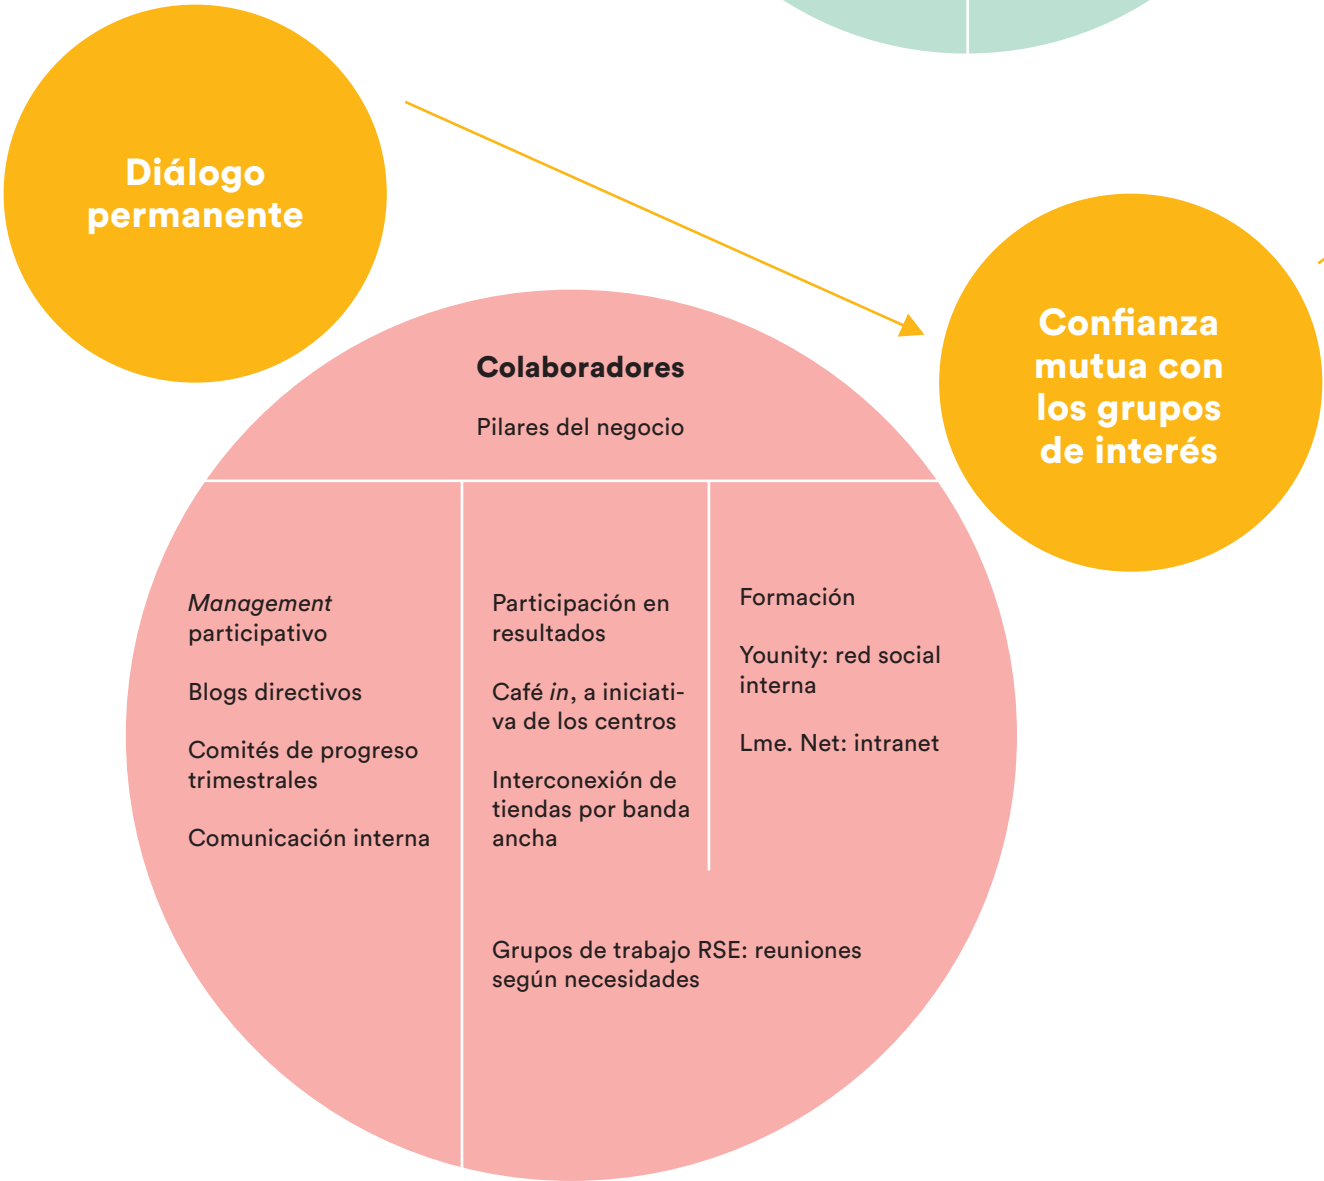 Diálogo
permanente
Confianza
mutua con
los grupos
de interés
Colaboradores
Pilares del negocio
Management
participativo
Blogs directivos
Comités de progreso
trimestrales
Comunicación interna
Participación en
resultados
Café in, a iniciati-
va de los centros
Interconexión de
tiendas por banda
ancha
Formación
Younity: red social
interna
Lme. Net: intranet
Grupos de trabajo RSE: reuniones
según necesidades